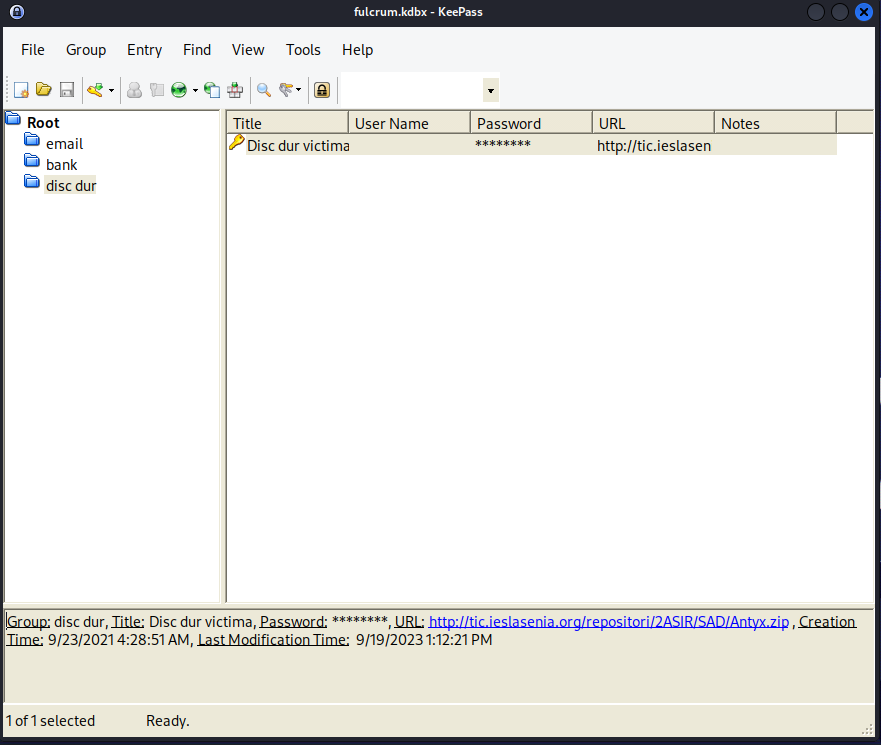 fulcrum.kdbx - KeePass
File Group Entry Find View Tools Help
Root
email
bank
disc dur
Title User Name Password URL Notes
Disc dur victima ******** http://tic.ieslasen
Group: disc dur, Title: Disc dur victima, Password: ********, URL: http://tic.ieslasenia.org/repositori/2ASIR/SAD/Antyx.zip , Creation
Time: 9/23/2021 4:28:51 AM, Last Modification Time: 9/19/2023 1:12:21 PM
1 of 1 selected Ready.